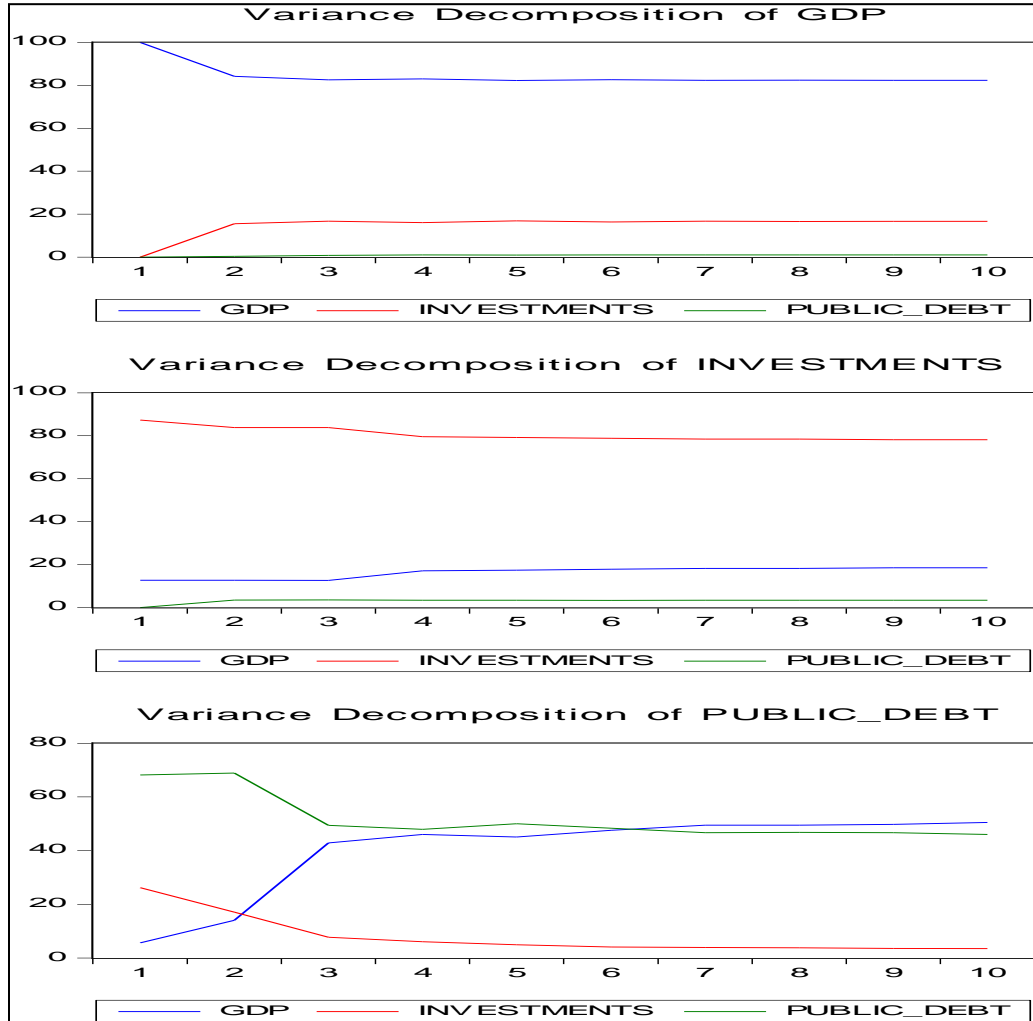 Variance Decomposition of GDP
100
80
60
40
20
0
1 2 3 4 5 6 7 8 9 10
GDP INVESTMENTS PUBLIC_DEBT
Variance Decomposition of INVESTMENTS
100
80
60
40
20
0
1 2 3 4 5 6 7 8 9 10
GDP INVESTMENTS PUBLIC_DEBT
Variance Decomposition of PUBLIC_DEBT
80
60
40
20
0
1 2 3 4 5 6 7 8 9 10
GDP INVESTMENTS PUBLIC_DEBT